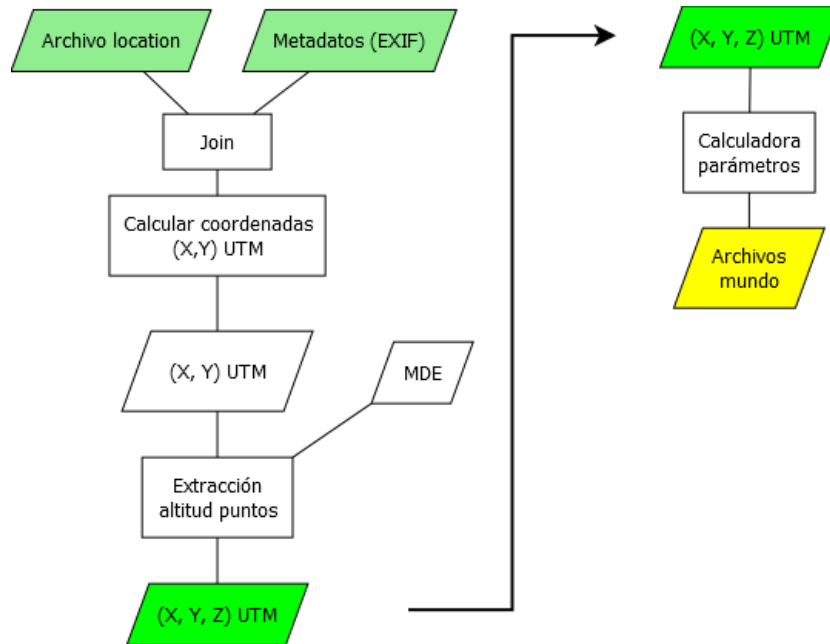 Archivo location
Metadatos (EXIF)
Join
Calcular coordenadas
(X,Y) UTM
(X, Y) UTM
MDE
Extracción
altitud puntos
(X, Y, Z) UTM
(X, Y, Z) UTM
Calculadora
parámetros
Archivos
mundo